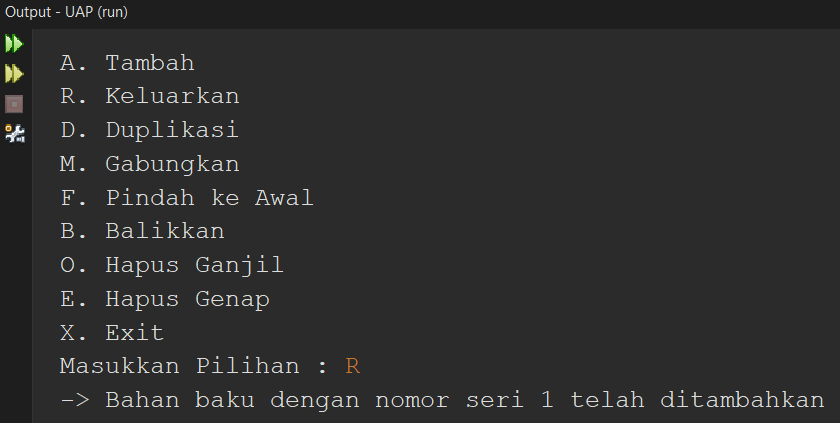 Output - UAP (run)
A. Tambah
R. Keluarkan
D. Duplikasi
M. Gabungkan
F. Pindah ke Awal
B. Balikkan
O. Hapus Ganjil
E. Hapus Genap
X. Exit
Masukkan Pilihan : R
-> Bahan baku dengan nomor seri 1 telah ditambahkan